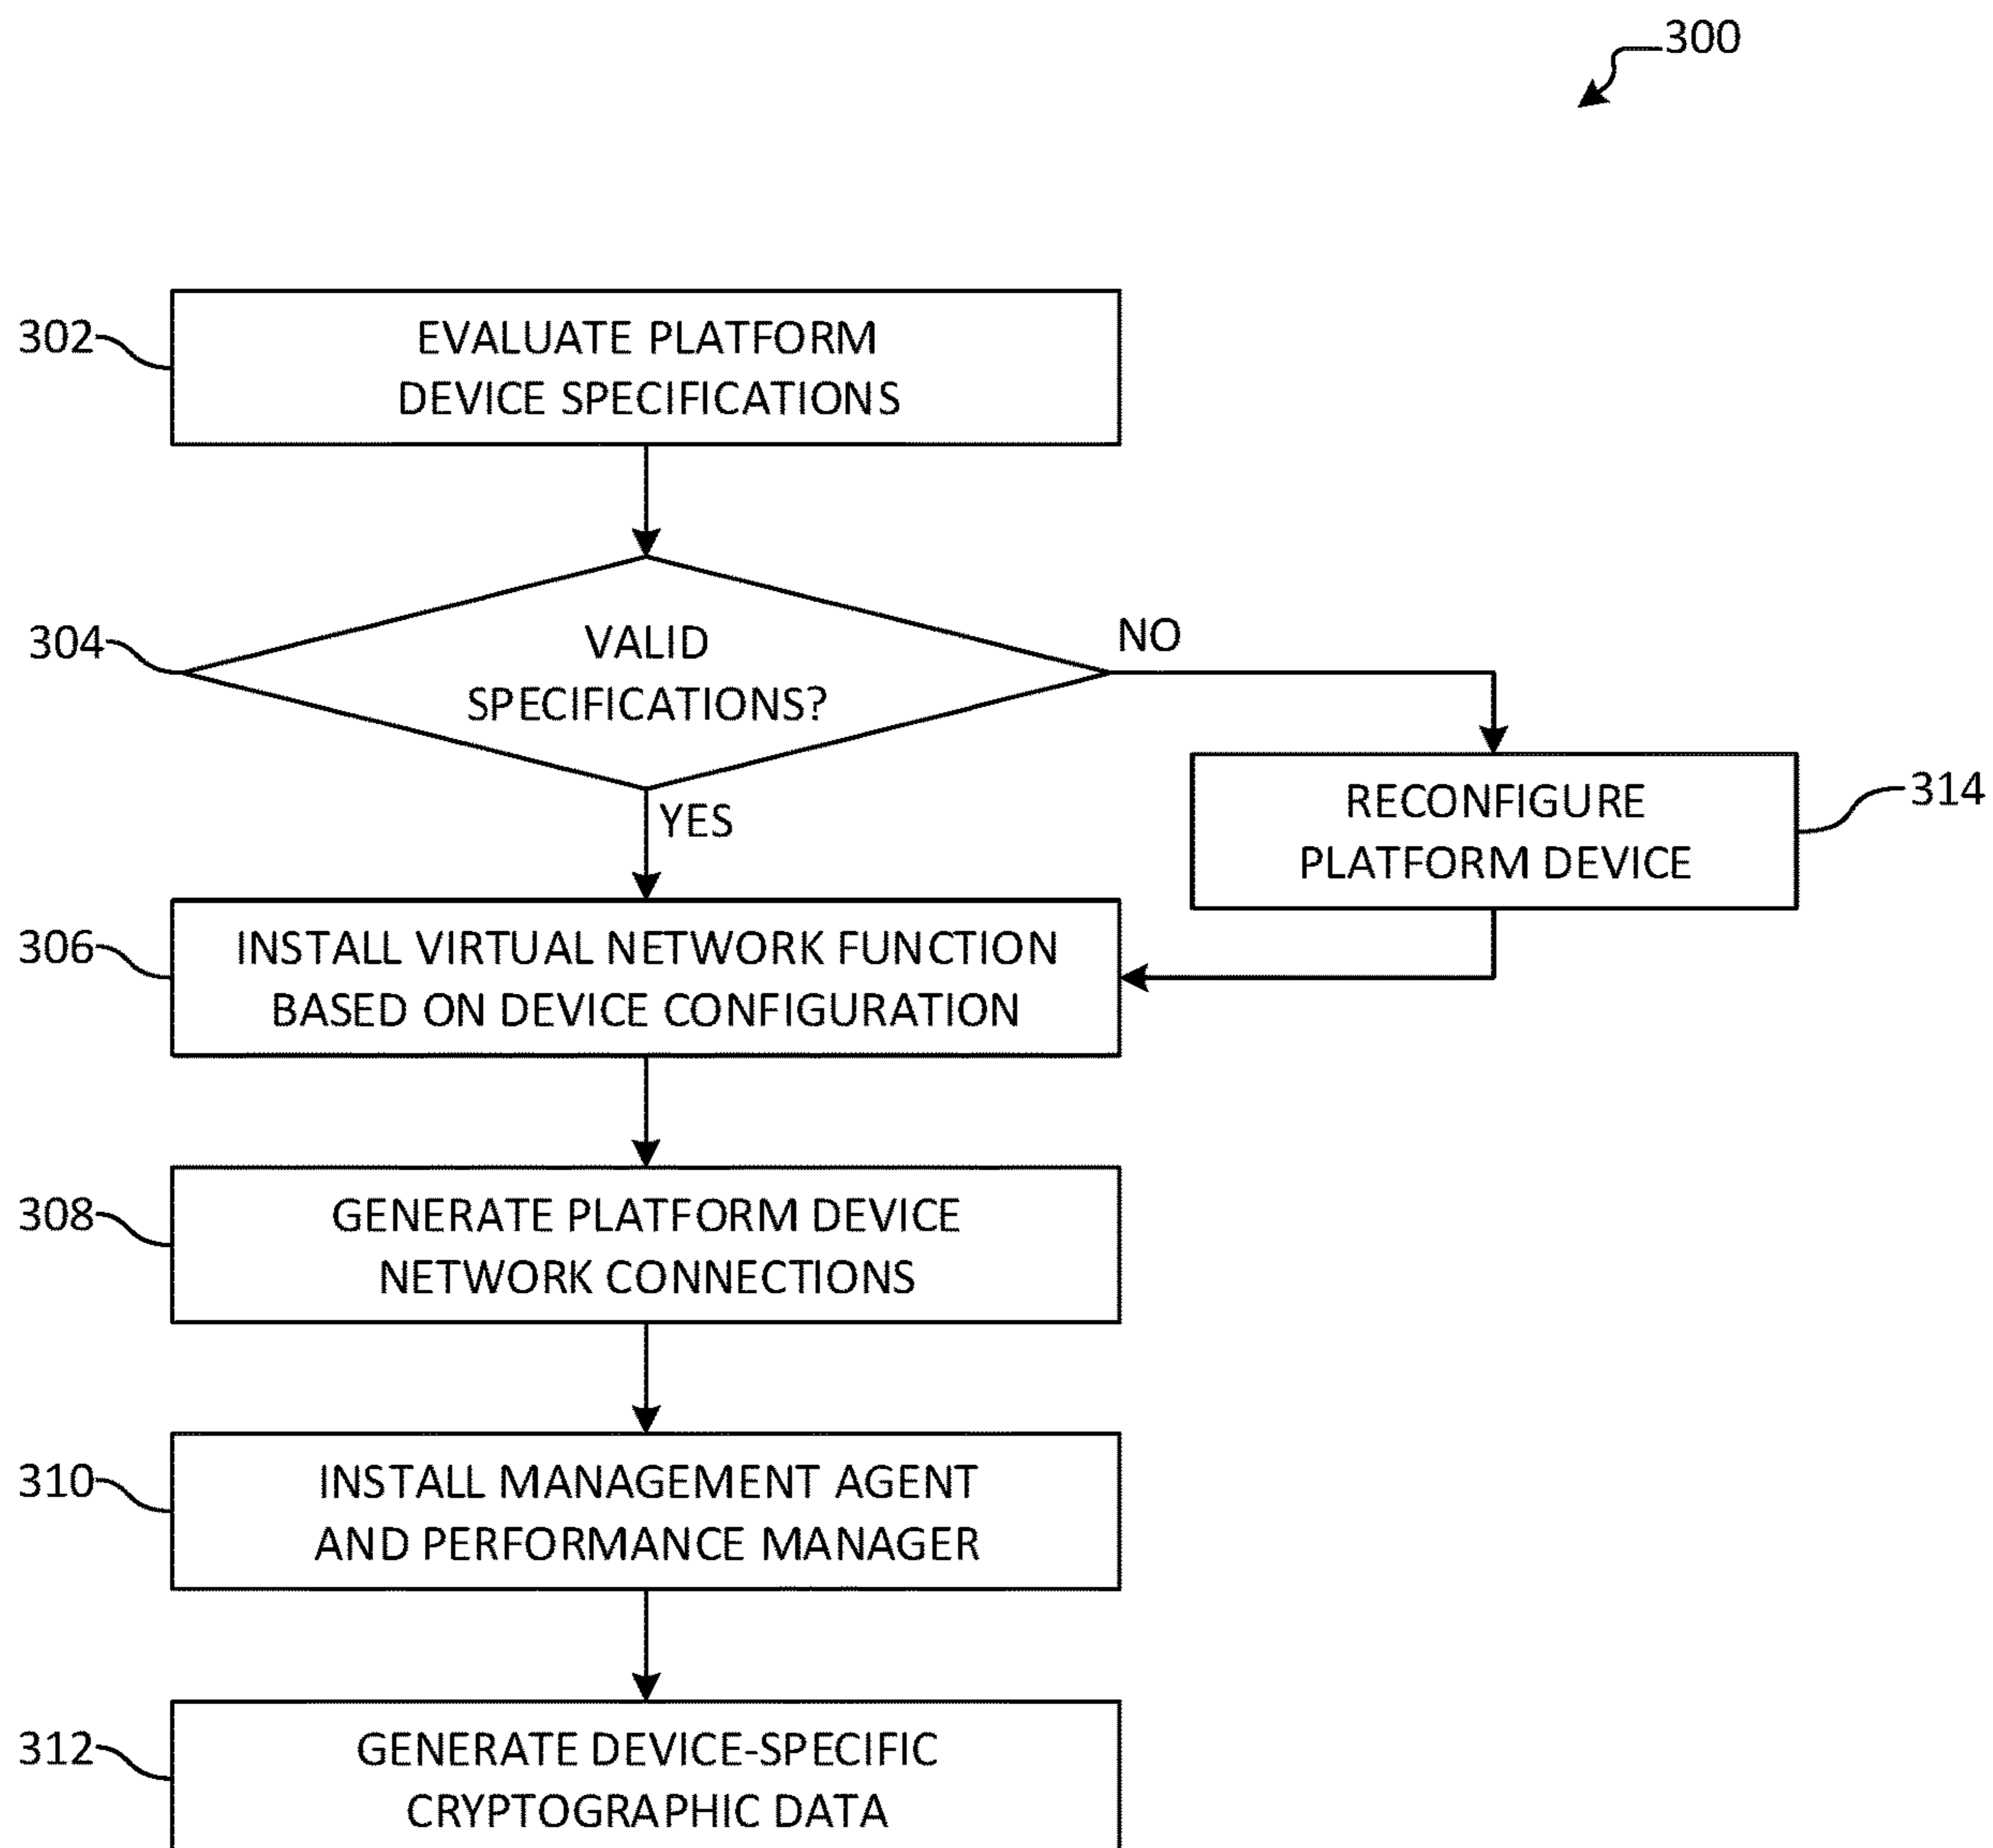 300
302
EVALUATE PLATFORM
DEVICE SPECIFICATIONS
304
VALID
SPECIFICATIONS?
NO
YES
RECONFIGURE
PLATFORM DEVICE
314
306
INSTALL VIRTUAL NETWORK FUNCTION
BASED ON DEVICE CONFIGURATION
308
GENERATE PLATFORM DEVICE
NETWORK CONNECTIONS
310
INSTALL MANAGEMENT AGENT
AND PERFORMANCE MANAGER
312
GENERATE DEVICE-SPECIFIC
CRYPTOGRAPHIC DATA